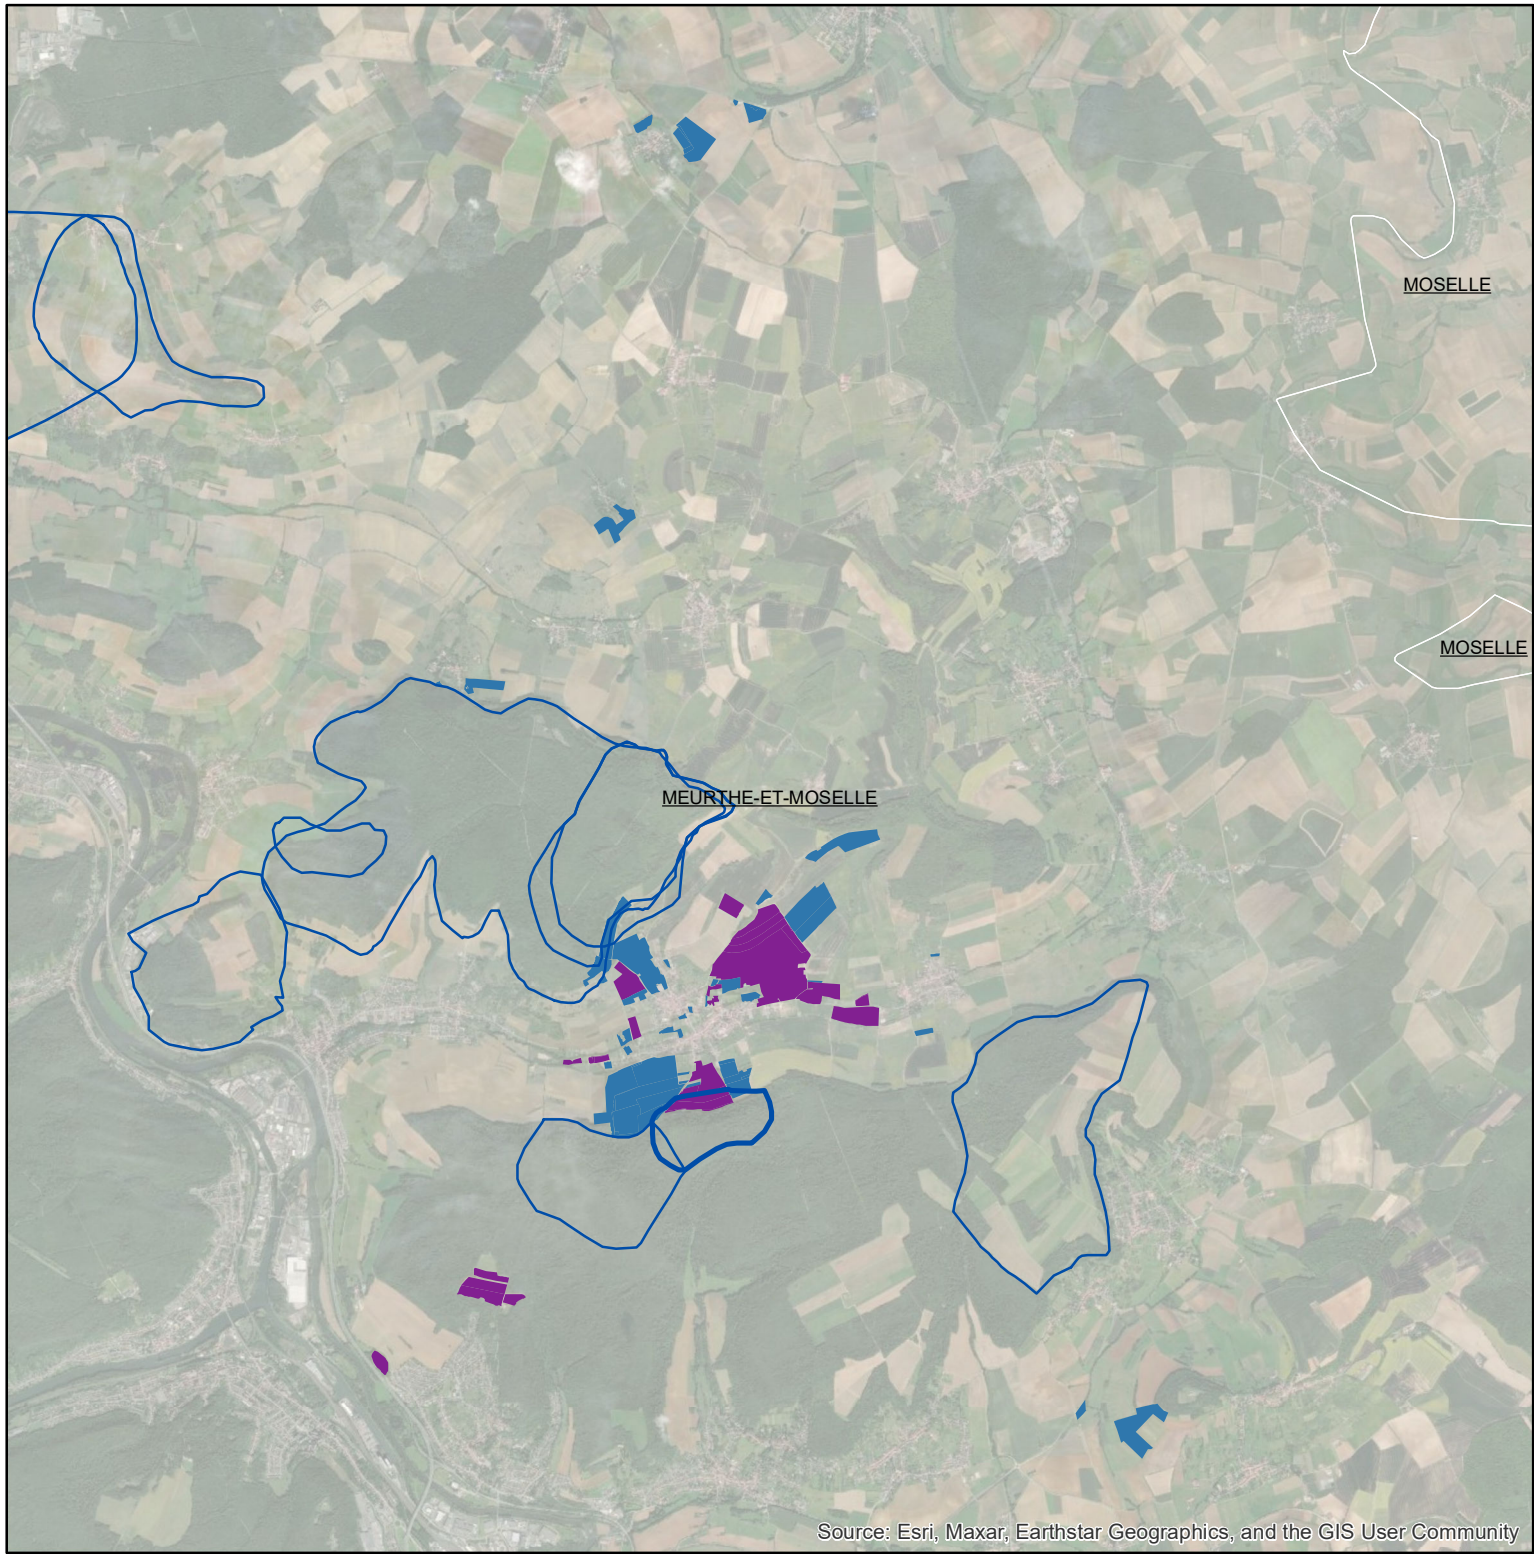 MOSELLE
MOSELLE
MEURTHE-ET-MOSELLE
Source: Esri, Maxar, Earthstar Geographics, and the GIS User Community